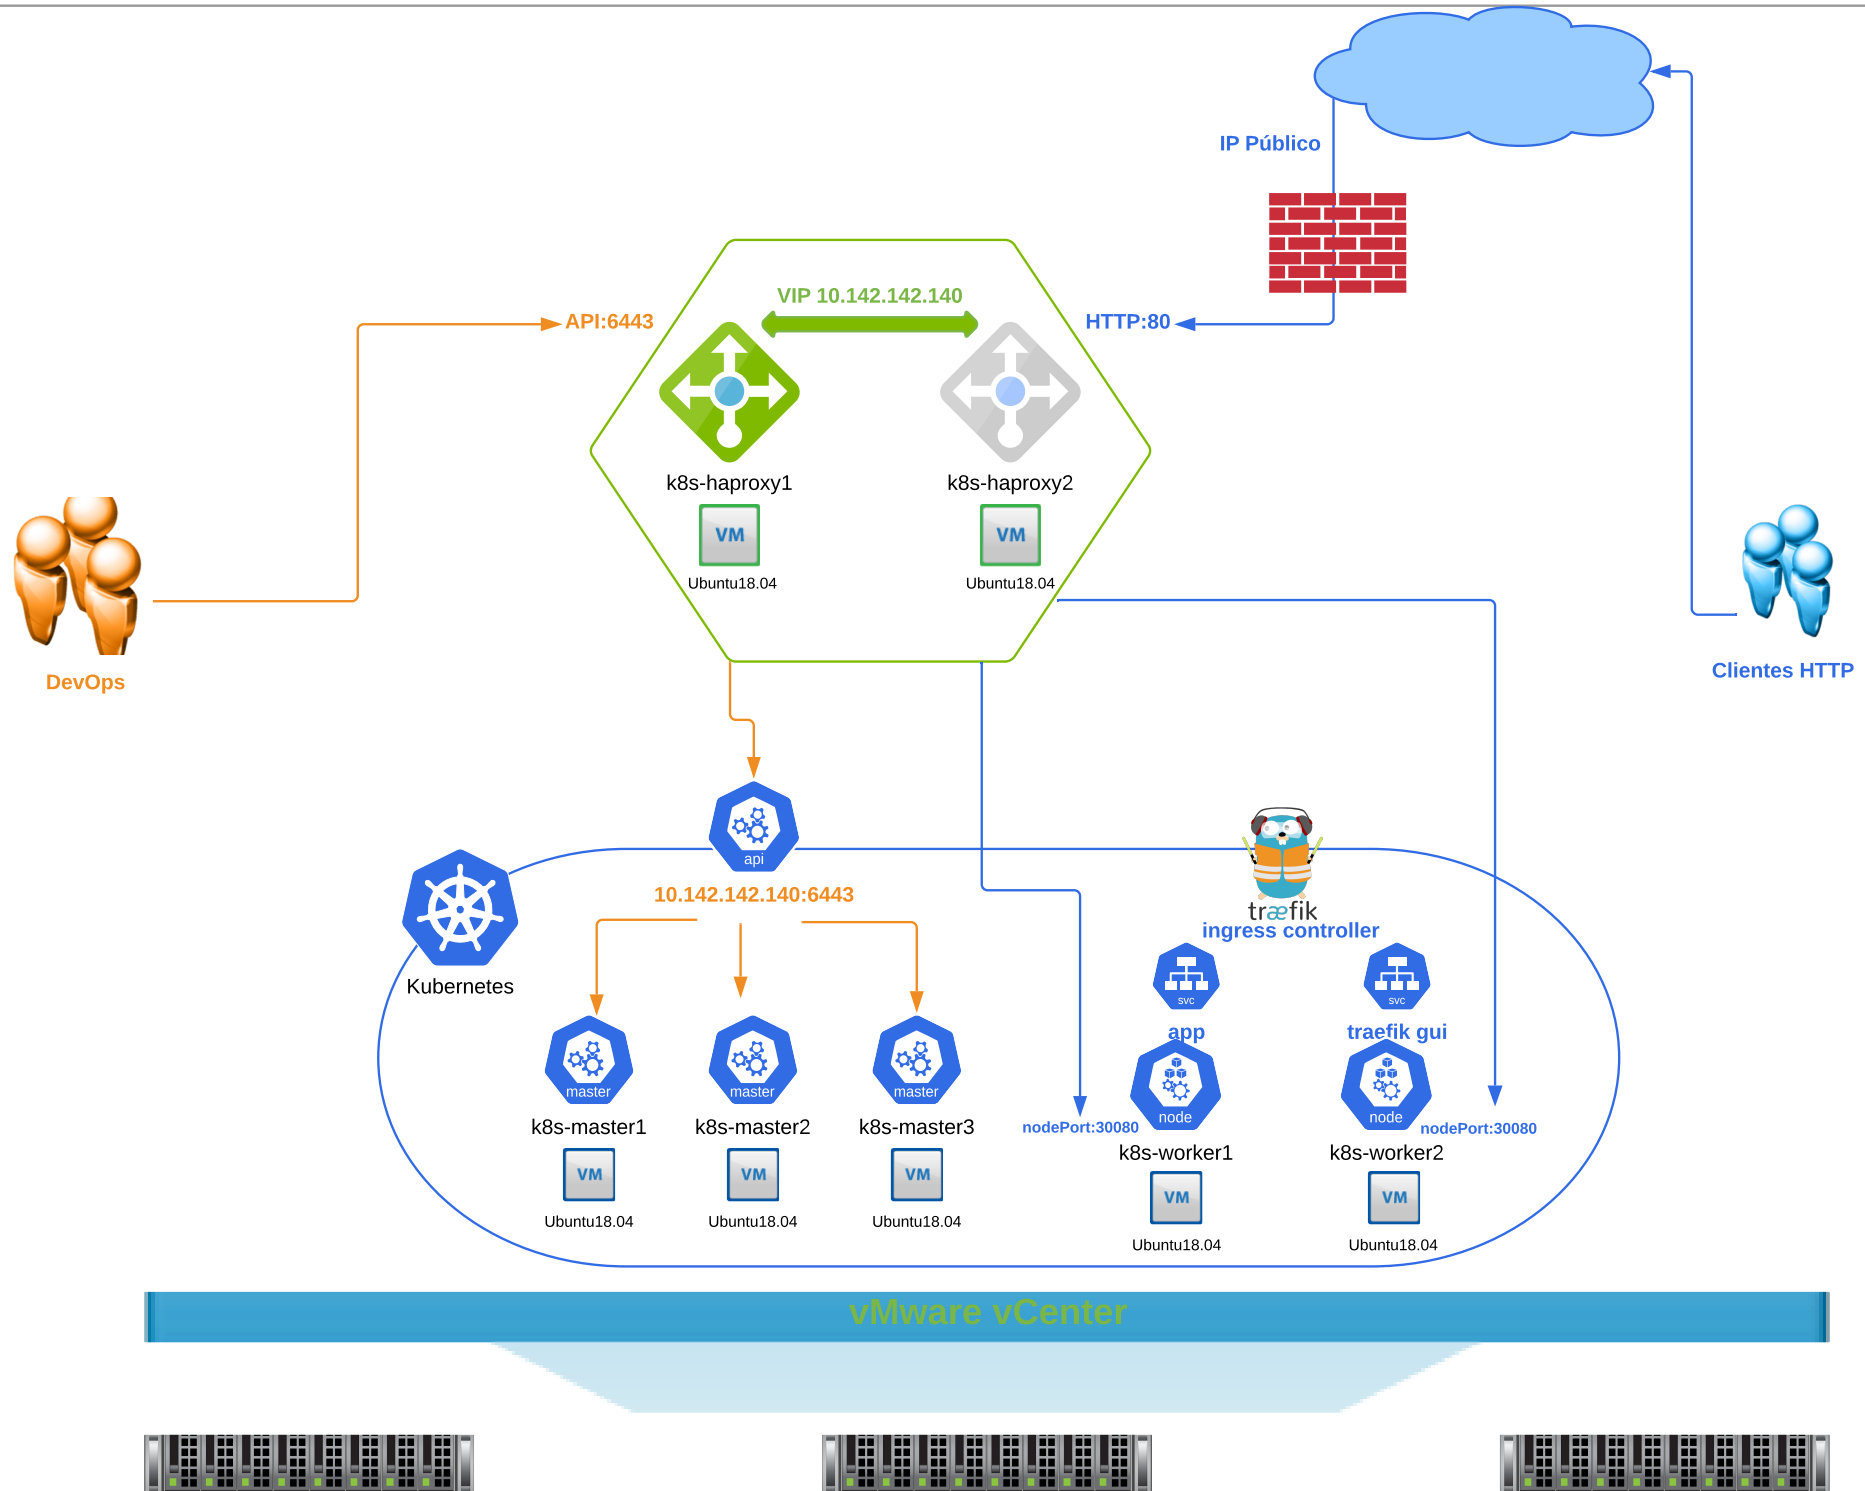 IP Público
VIP 10.142.142.140
API:6443
HTTP:80
k8s-haproxy1
k8s-haproxy2
VM
VM
Ubuntu18.04
Ubuntu18.04
DevOps
Clientes HTTP
api
10.142.142.140:6443
Kubernetes
træfik
ingress controller
svc
svc
app
traefik gui
master
master
master
node
node
k8s-master1
k8s-master2
k8s-master3
nodePort:30080
nodePort:30080
k8s-worker1
k8s-worker2
VM
VM
VM
VM
VM
Ubuntu18.04
Ubuntu18.04
Ubuntu18.04
Ubuntu18.04
Ubuntu18.04
vMware vCenter